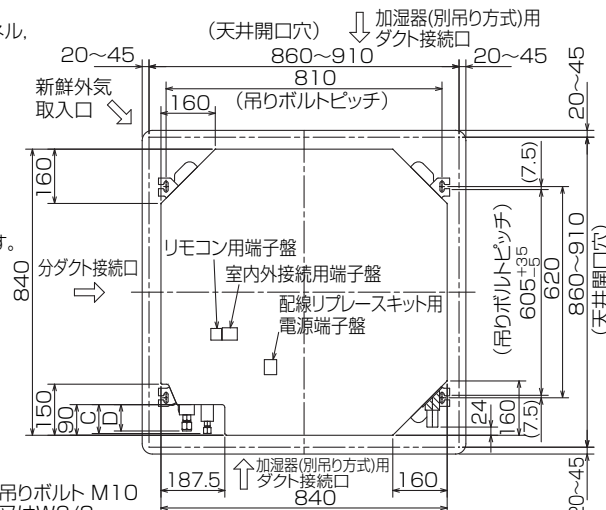 ネル,
(天井開口穴)
加湿器(別吊り方式)用
ダクト接続口
20~45
860~910
20~45
810
(吊りボルトピッチ)
新鮮外気
取入口
160
20~45
(7.5)
160
840
す。
分ダクト接続口
リモコン用端子盤
室内外接続用端子盤
配線リプレースキット用
電源端子盤
(吊りボルトピッチ)
605+35−5
620
860~910
(天井開口穴)
150
90
C
D
24
160
(7.5)
187.5
加湿器(別吊り方式)用
ダクト接続口
160
840
20~45
吊りボルト M10
又はW3/8